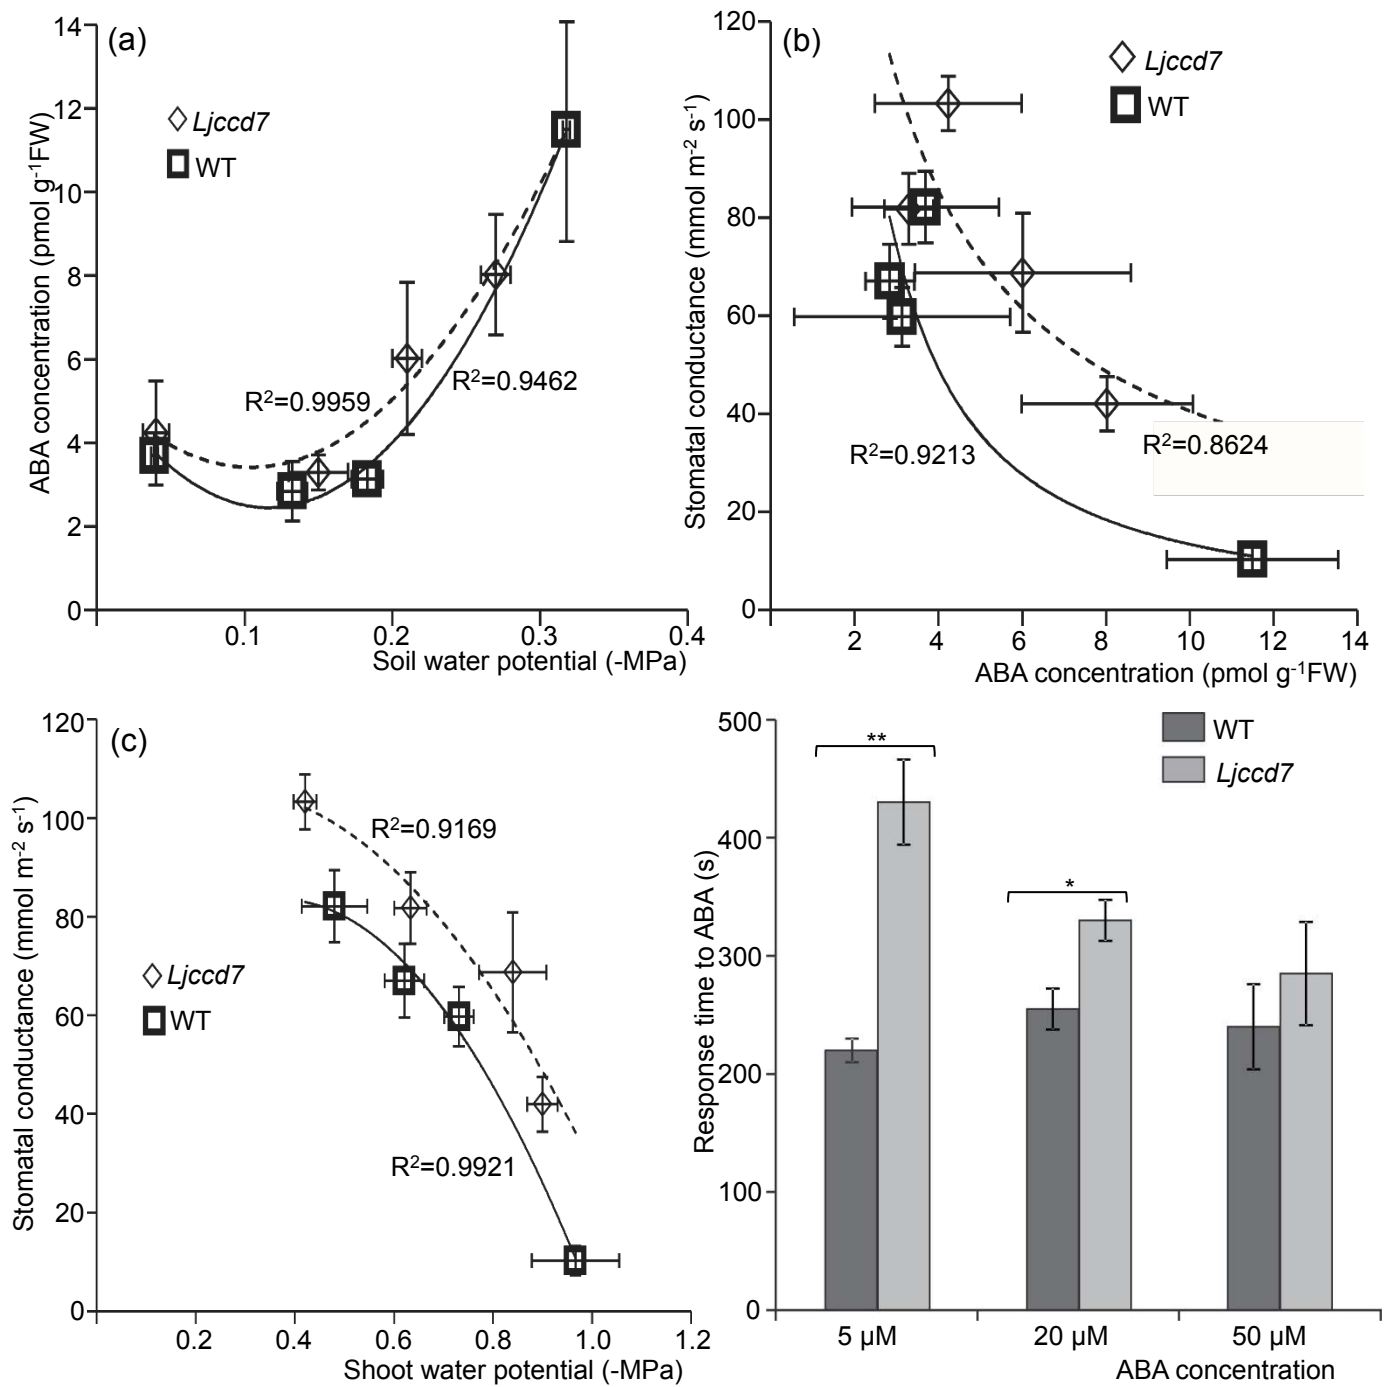 (a)
ABA concentration (pmol g⁻¹FW)
14
12
10
8
6
4
2
0
Ljccd7
WT
R²=0.9959
R²=0.9462
0.1
0.2
0.3
0.4
Soil water potential (-MPa)
(b)
Stomatal conductance (mmol m⁻² s⁻¹)
120
100
80
60
40
20
0
Ljccd7
WT
R²=0.9213
R²=0.8624
2
4
6
8
10
12
14
ABA concentration (pmol g⁻¹FW)
(c)
Stomatal conductance (mmol m⁻² s⁻¹)
120
100
80
60
40
20
0
R²=0.9169
Ljccd7
WT
R²=0.9921
0.2
0.4
0.6
0.8
1.0
1.2
Shoot water potential (-MPa)
Response time to ABA (s)
500
400
300
200
100
0
WT
Ljccd7
**
*
5 µM
20 µM
50 µM
ABA concentration